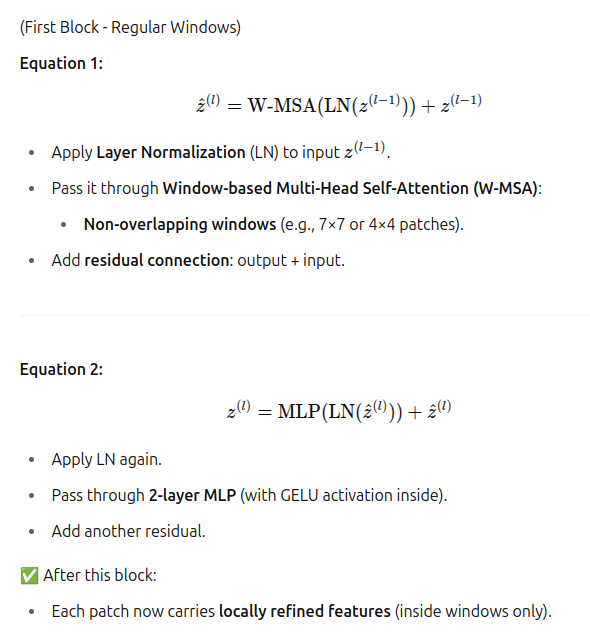 (First Block - Regular Windows)
Equation 1:
ẑ⁽ˡ⁾ = W-MSA(LN(z⁽ˡ⁻¹⁾)) + z⁽ˡ⁻¹⁾
• Apply Layer Normalization (LN) to input z⁽ˡ⁻¹⁾.
• Pass it through Window-based Multi-Head Self-Attention (W-MSA):
• Non-overlapping windows (e.g., 7×7 or 4×4 patches).
• Add residual connection: output + input.
Equation 2:
z⁽ˡ⁾ = MLP(LN(ẑ⁽ˡ⁾)) + ẑ⁽ˡ⁾
• Apply LN again.
• Pass through 2-layer MLP (with GELU activation inside).
• Add another residual.
✅ After this block:
• Each patch now carries locally refined features (inside windows only).